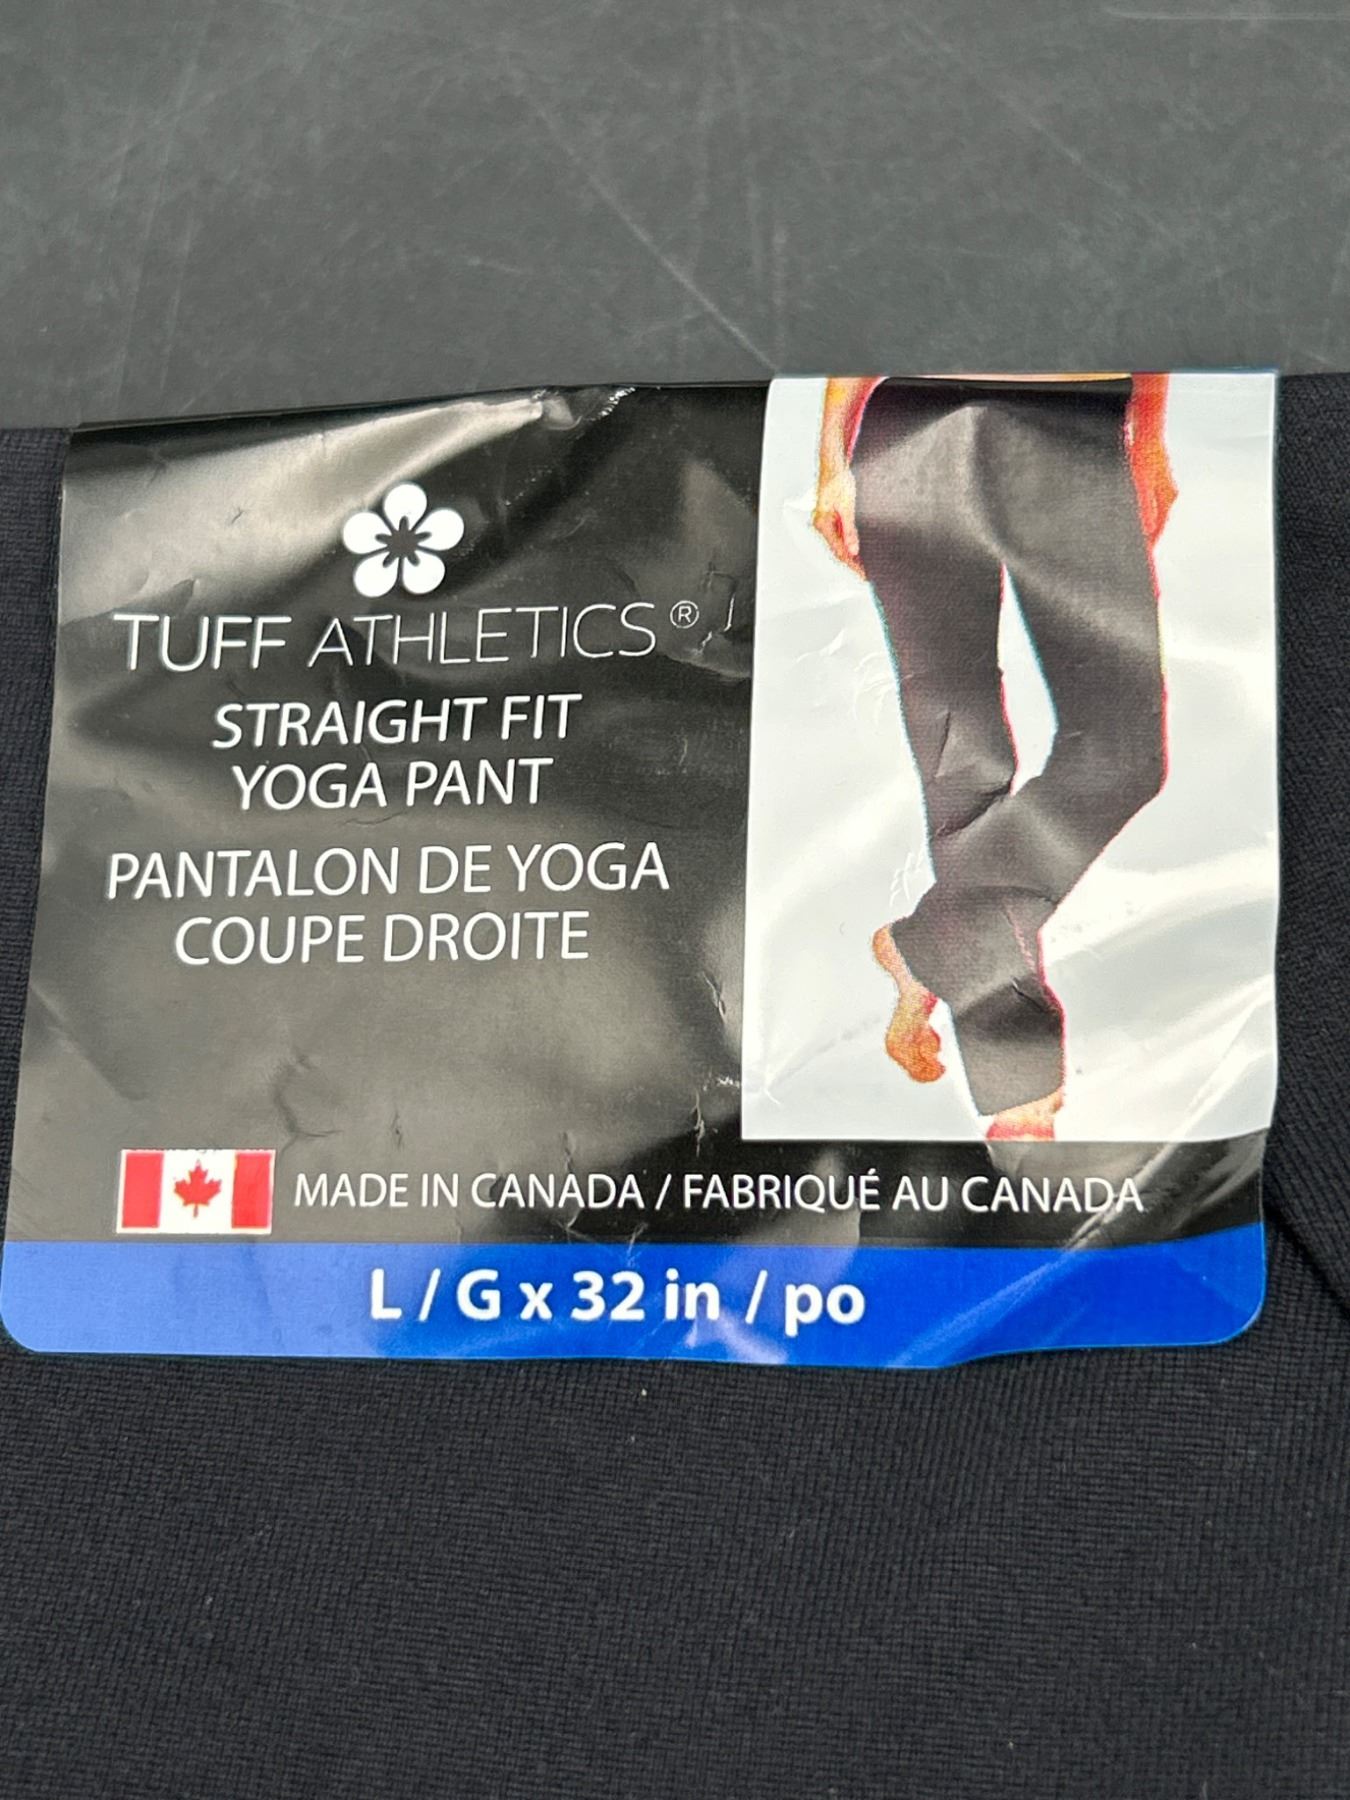 TUFF ATHLETICS®
STRAIGHT FIT
YOGA PANT
PANTALON DE YOGA
COUPE DROITE
MADE IN CANADA / FABRIQUÉ AU CANADA
L / G x 32 in / po